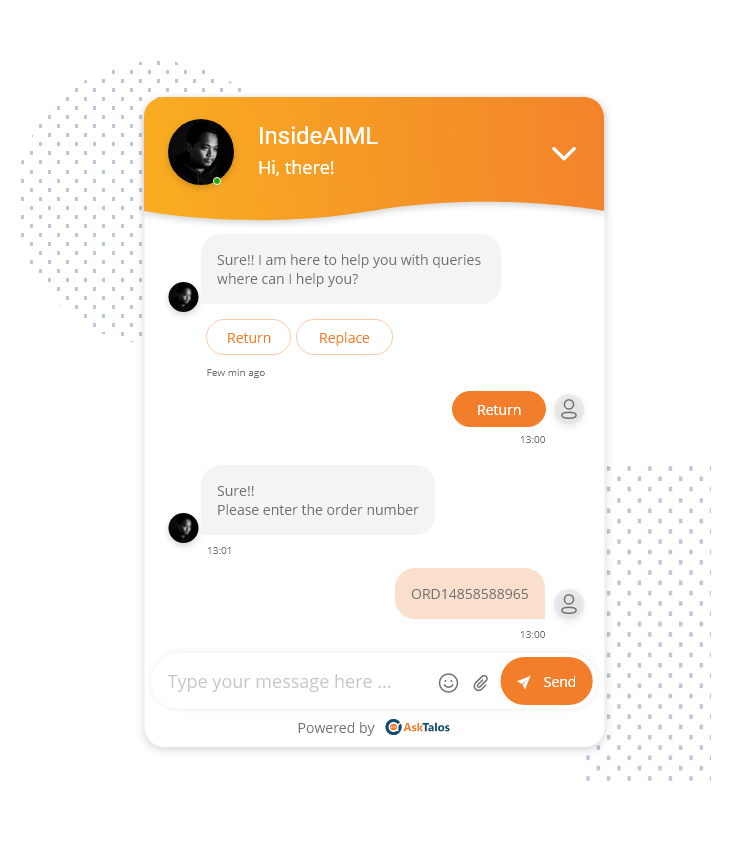 InsideAIML
Hi, there!
Sure!! I am here to help you with queries
where can I help you?
Return Replace
Few min ago
Return
13:00
Sure!!
Please enter the order number
13:01
ORD14858588965
13:00
Type your message here ... Send
Powered by AskTalos